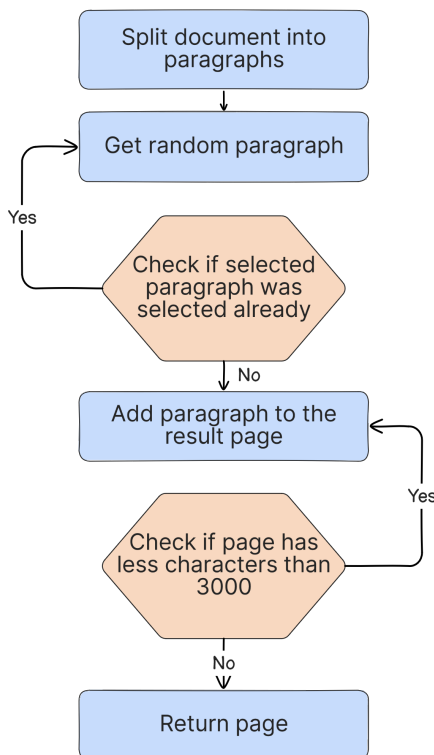 Split document into
paragraphs
Get random paragraph
Yes
Check if selected
paragraph was
selected already
No
Add paragraph to the
result page
Yes
Check if page has
less characters than
3000
No
Return page